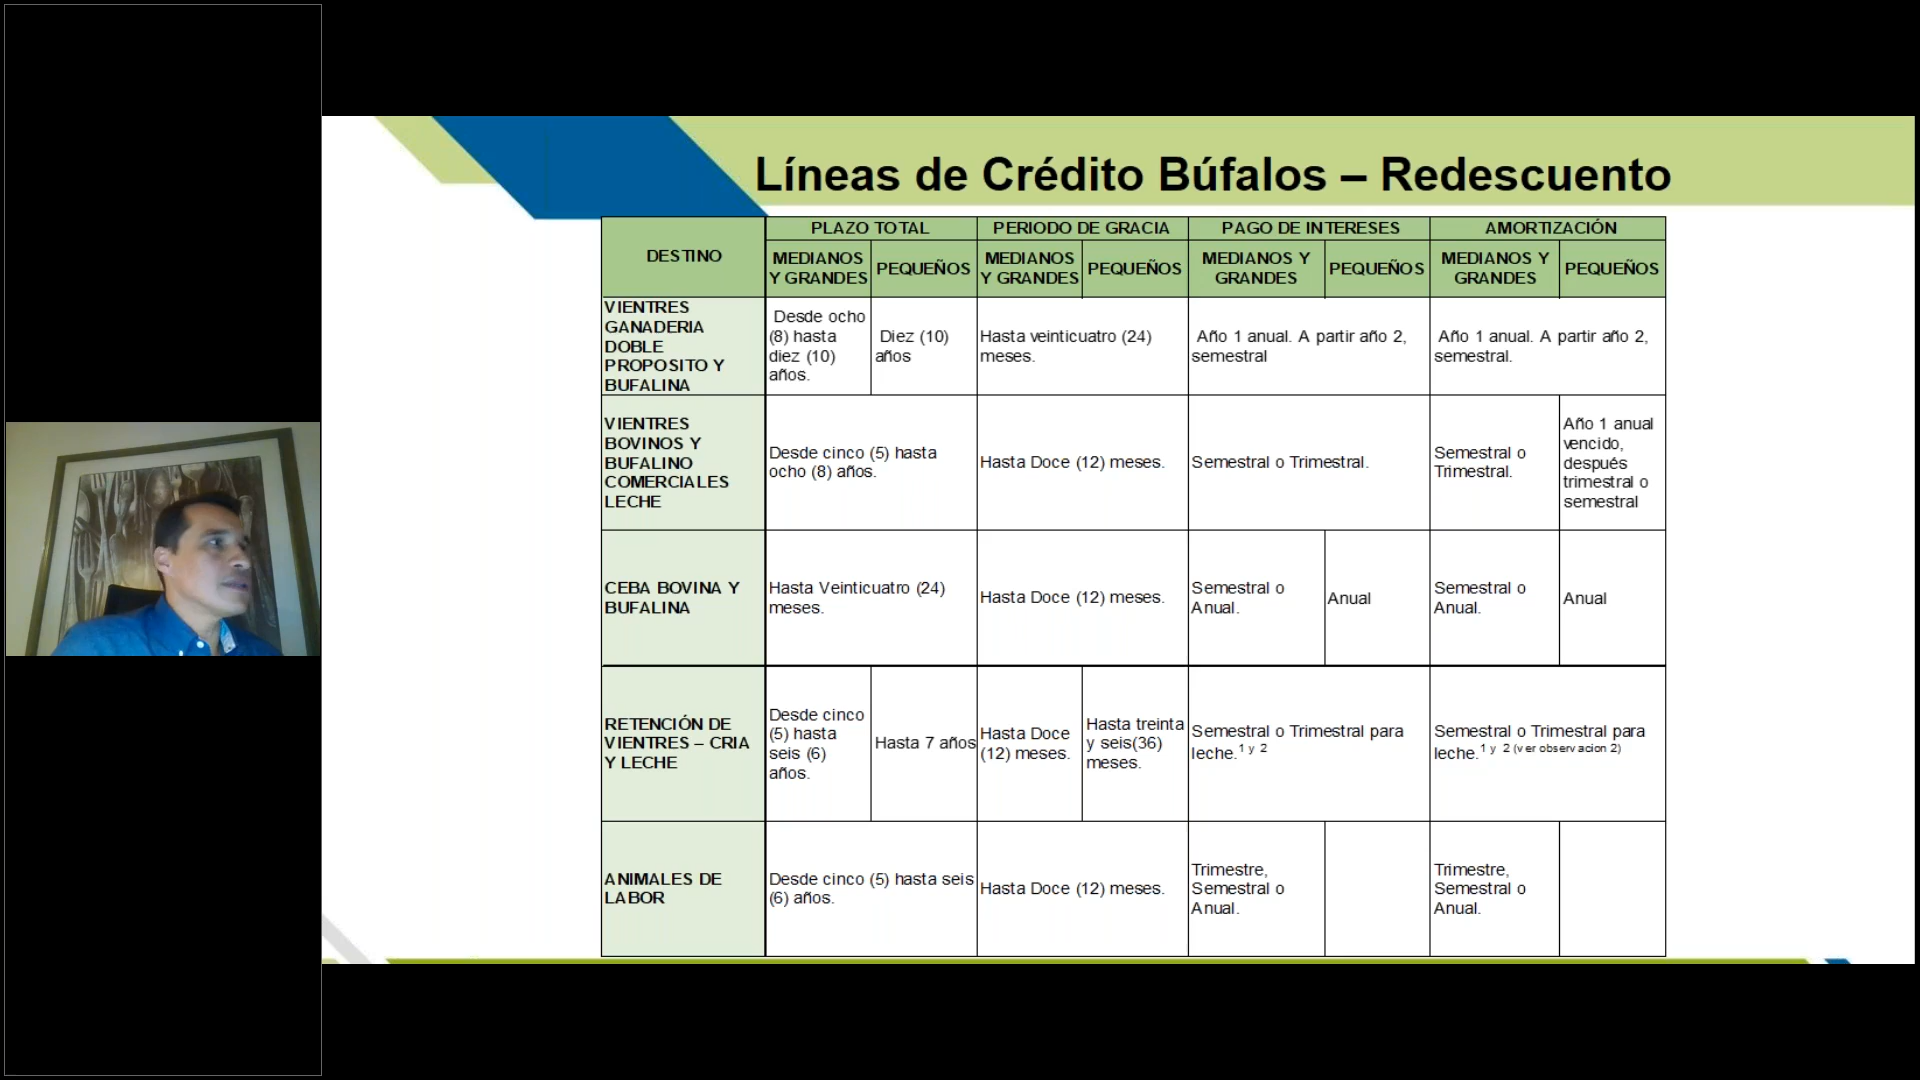 Líneas de Crédito Búfalos – Redescuento
DESTINO
PLAZO TOTAL
PERIODO DE GRACIA
PAGO DE INTERESES
AMORTIZACIÓN
MEDIANOS
Y GRANDES
PEQUEÑOS
MEDIANOS
Y GRANDES
PEQUEÑOS
MEDIANOS Y
GRANDES
PEQUEÑOS
MEDIANOS Y
GRANDES
PEQUEÑOS
VIENTRES
GANADERIA
DOBLE
PROPOSITO Y
BUFALINA
Desde ocho
(8) hasta
diez (10)
años.
Diez (10)
años
Hasta veinticuatro (24)
meses.
Año 1 anual. A partir año 2,
semestral
Año 1 anual. A partir año 2,
semestral.
VIENTRES
BOVINOS Y
BUFALINO
COMERCIALES
LECHE
Desde cinco (5) hasta
ocho (8) años.
Hasta Doce (12) meses.
Semestral o Trimestral.
Semestral o
Trimestral.
Año 1 anual
vencido,
después
trimestral o
semestral
CEBA BOVINA Y
BUFALINA
Hasta Veinticuatro (24)
meses.
Hasta Doce (12) meses.
Semestral o
Anual.
Anual
Semestral o
Anual.
Anual
RETENCIÓN DE
VIENTRES – CRIA
Y LECHE
Desde cinco
(5) hasta
seis (6)
años.
Hasta 7 años
Hasta Doce
(12) meses.
Hasta treinta
y seis(36)
meses.
Semestral o Trimestral para
leche.1 y 2
Semestral o Trimestral para
leche.1 y 2 (ver observacion 2)
ANIMALES DE
LABOR
Desde cinco (5) hasta seis
(6) años.
Hasta Doce (12) meses.
Trimestre,
Semestral o
Anual.
Trimestre,
Semestral o
Anual.